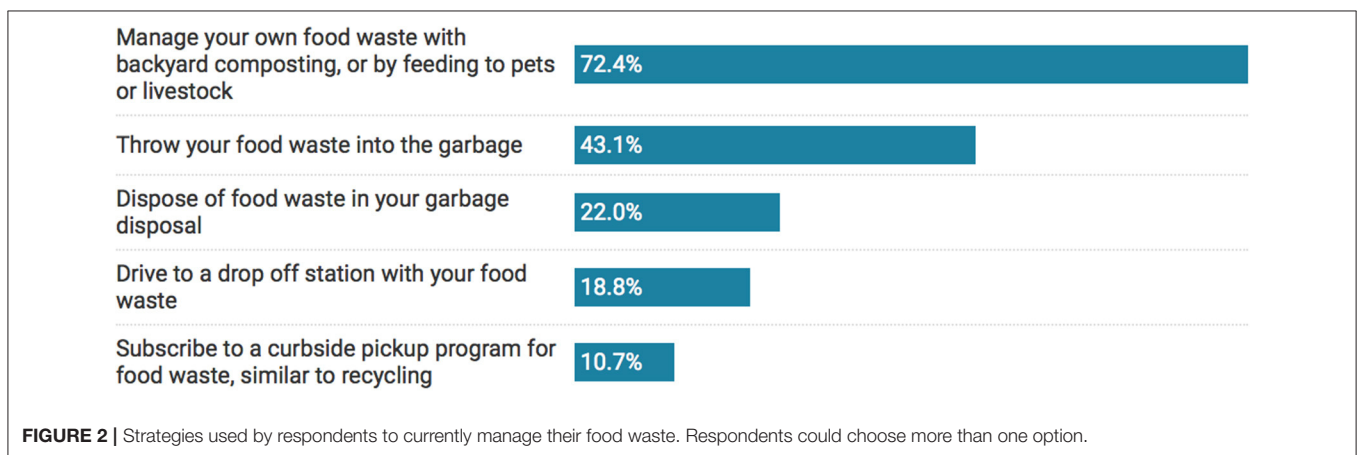 Manage your own food waste with
backyard composting, or by feeding to pets
or livestock
72.4%
Throw your food waste into the garbage
43.1%
Dispose of food waste in your garbage
disposal
22.0%
Drive to a drop off station with your food
waste
18.8%
Subscribe to a curbside pickup program for
food waste, similar to recycling
10.7%
FIGURE 2 | Strategies used by respondents to currently manage their food waste. Respondents could choose more than one option.